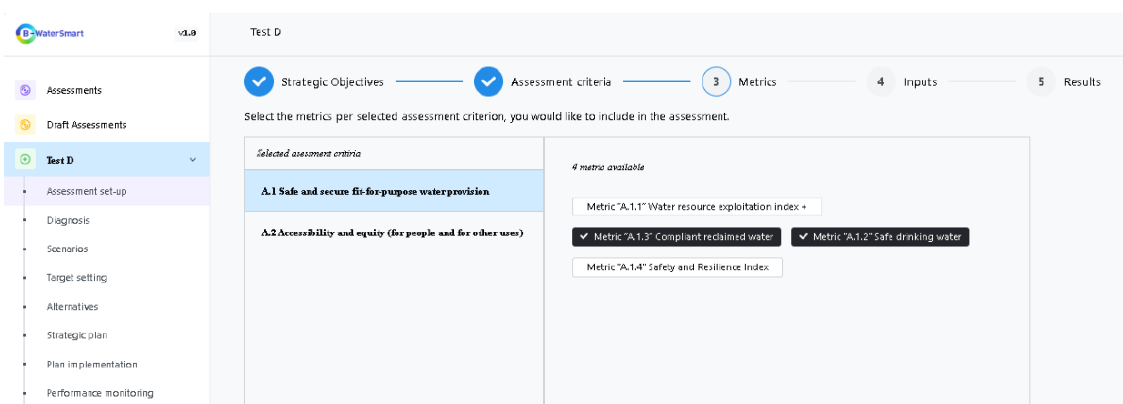 B-WaterSmart
v1.0
Test D
Assessments
Draft Assessments
Test D
Assessment set-up
Diagnosis
Scenarios
Target setting
Alternatives
Strategic plan
Plan implementation
Performance monitoring
Strategic Objectives
Assessment criteria
3 Metrics
4 Inputs
5 Results
Select the metrics per selected assessment criterion, you would like to include in the assessment.
Selected asessment critiria
A.1 Safe and secure fit-for-purpose water provision
A.2 Accessibility and equity (for people and for other uses)
4 metric available
Metric "A.1.1" Water resource exploitation index +
Metric "A.1.3" Compliant reclaimed water
Metric "A.1.2" Safe drinking water
Metric "A.1.4" Safety and Resilience Index